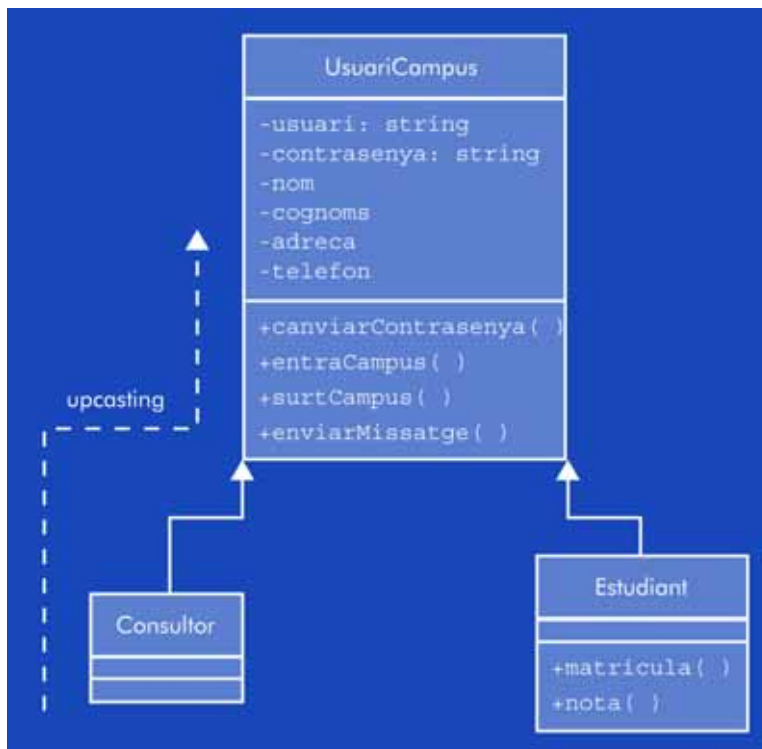 UsuariCampus
-usuari: string
-contrasenya: string
-nom
-cognoms
-adreca
-telefon
+canviarContrasenya( )
+entraCampus( )
+surtCampus( )
+enviarMissatge( )
upcasting
Consultor
Estudiant
+matricula( )
+nota( )